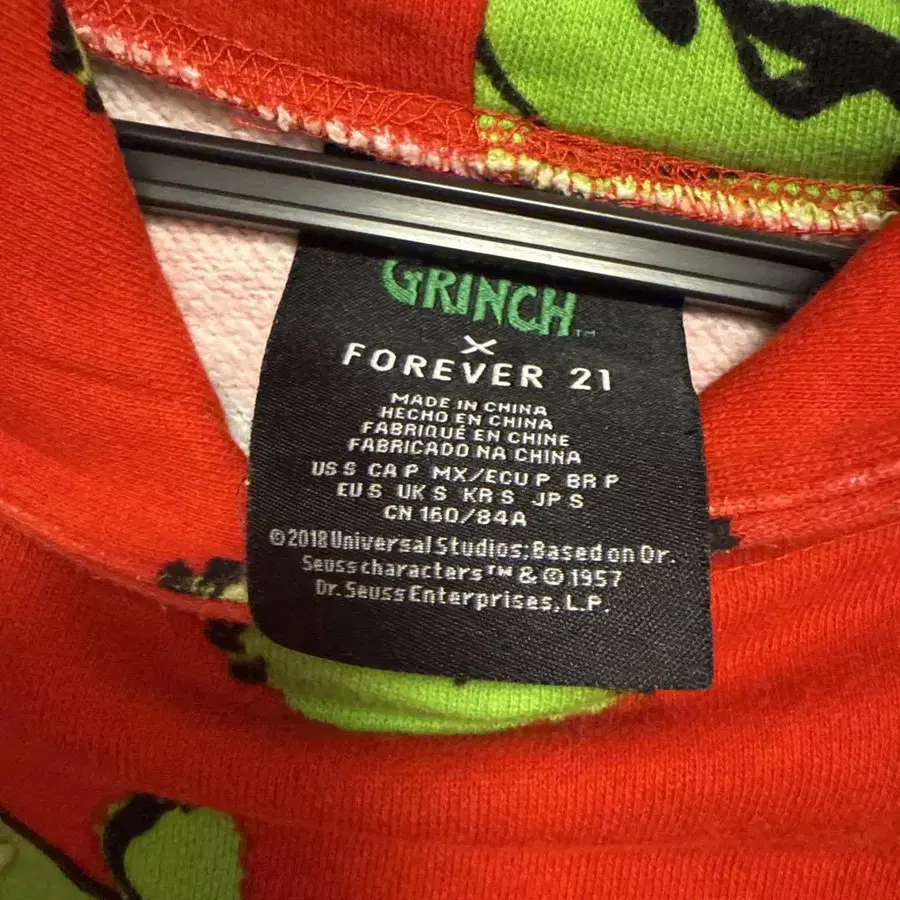 GRINCH™
X
FOREVER 21
MADE IN CHINA
HECHO EN CHINA
FABRIQUÉ EN CHINE
FABRICADO NA CHINA
US S CA P MX/ECU P BR P
EU S UK S KR S JP S
CN 160/84A
©2018 Universal Studios; Based on Dr.
Seuss characters™ & © 1957
Dr. Seuss Enterprises, L.P.